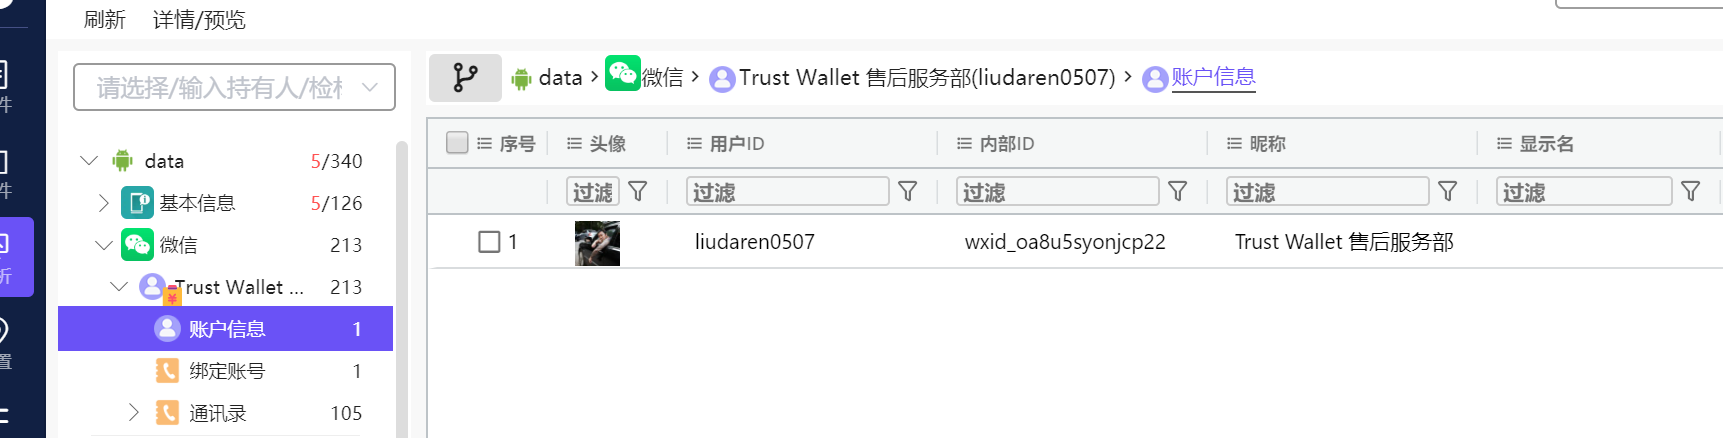 刷新 详情/预览
件
件
析
置
请选择/输入持有人/检材
data 5/340
基本信息 5/126
微信 213
Trust Wallet ... 213
账户信息 1
绑定账号 1
通讯录 105
data > 微信 > Trust Wallet 售后服务部(liudaren0507) > 账户信息
序号 头像 用户ID 内部ID 昵称 显示名
过滤 过滤 过滤 过滤 过滤
1 liudaren0507 wxid_oa8u5syonjcp22 Trust Wallet 售后服务部